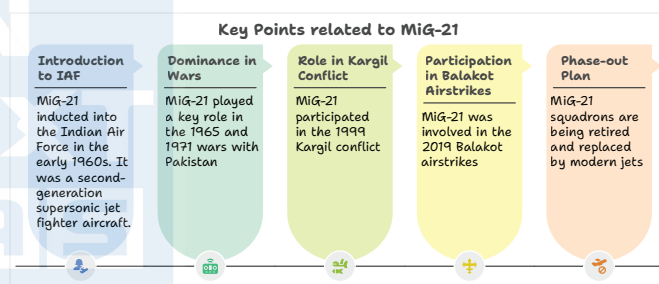 Key Points related to MiG-21
Introduction
to IAF
MiG-21
inducted into
the Indian Air
Force in the
early 1960s. It
was a second-
generation
supersonic jet
fighter aircraft.
Dominance in
Wars
MiG-21 played
a key role in
the 1965 and
1971 wars with
Pakistan
Role in Kargil
Conflict
MiG-21
participated
in the 1999
Kargil conflict
Participation
in Balakot
Airstrikes
MiG-21 was
involved in the
2019 Balakot
airstrikes
Phase-out
Plan
MiG-21
squadrons are
being retired
and replaced
by modern jets